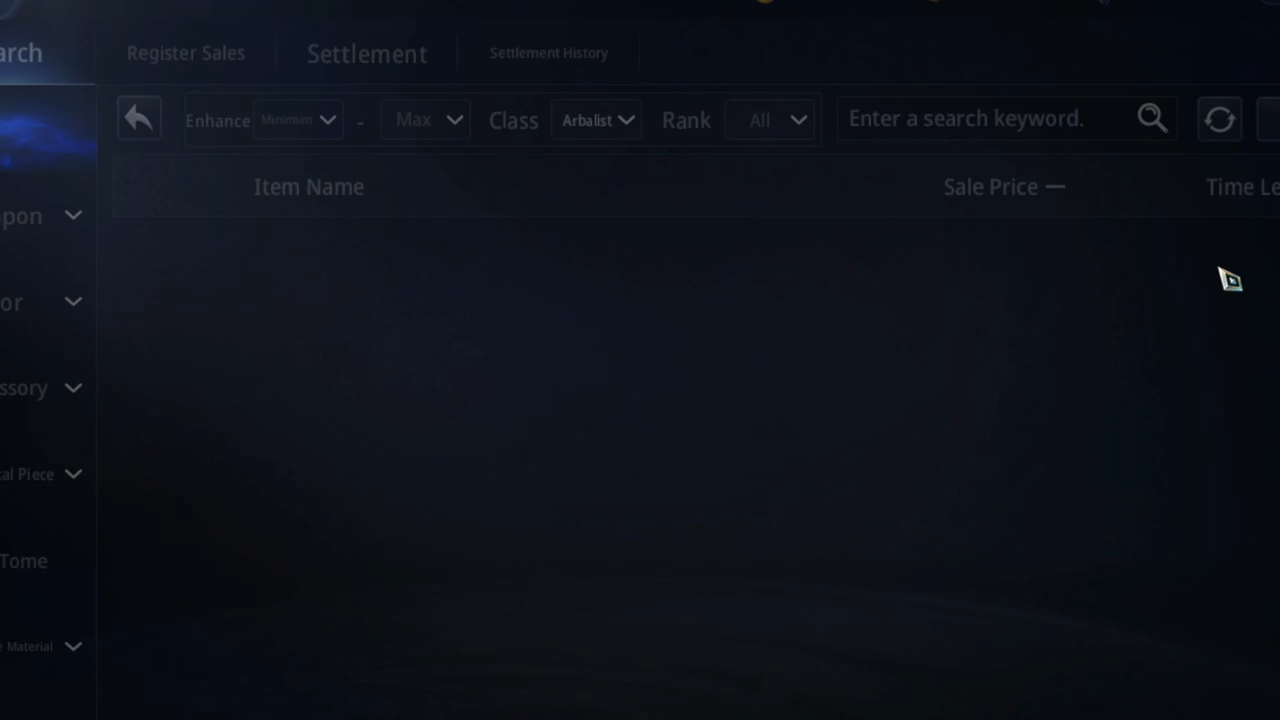 arch Register Sales Settlement Settlement History
Enhance Minimum - Max Class Arbalist Rank All Enter a search keyword.
Item Name Sale Price Time Le
pon
or
ssory
tal Piece
Tome
e Material